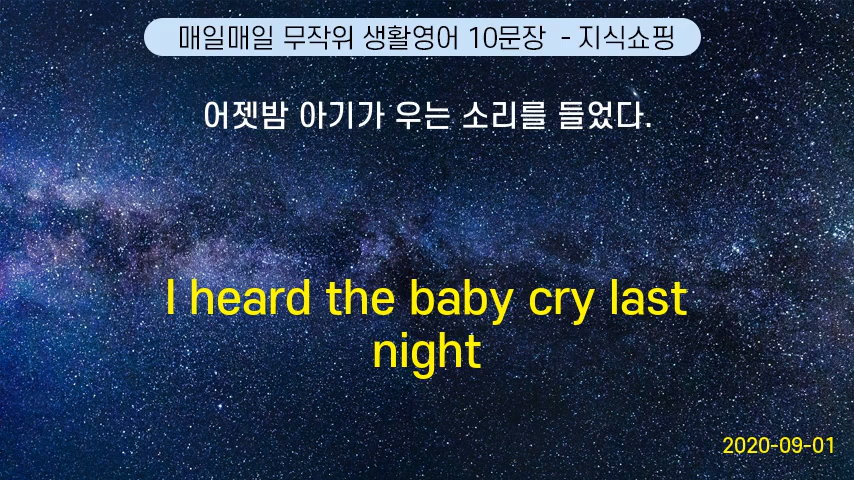 매일매일 무작위 생활영어 10문장 - 지식쇼핑
어젯밤 아기가 우는 소리를 들었다.
I heard the baby cry last
night
2020-09-01